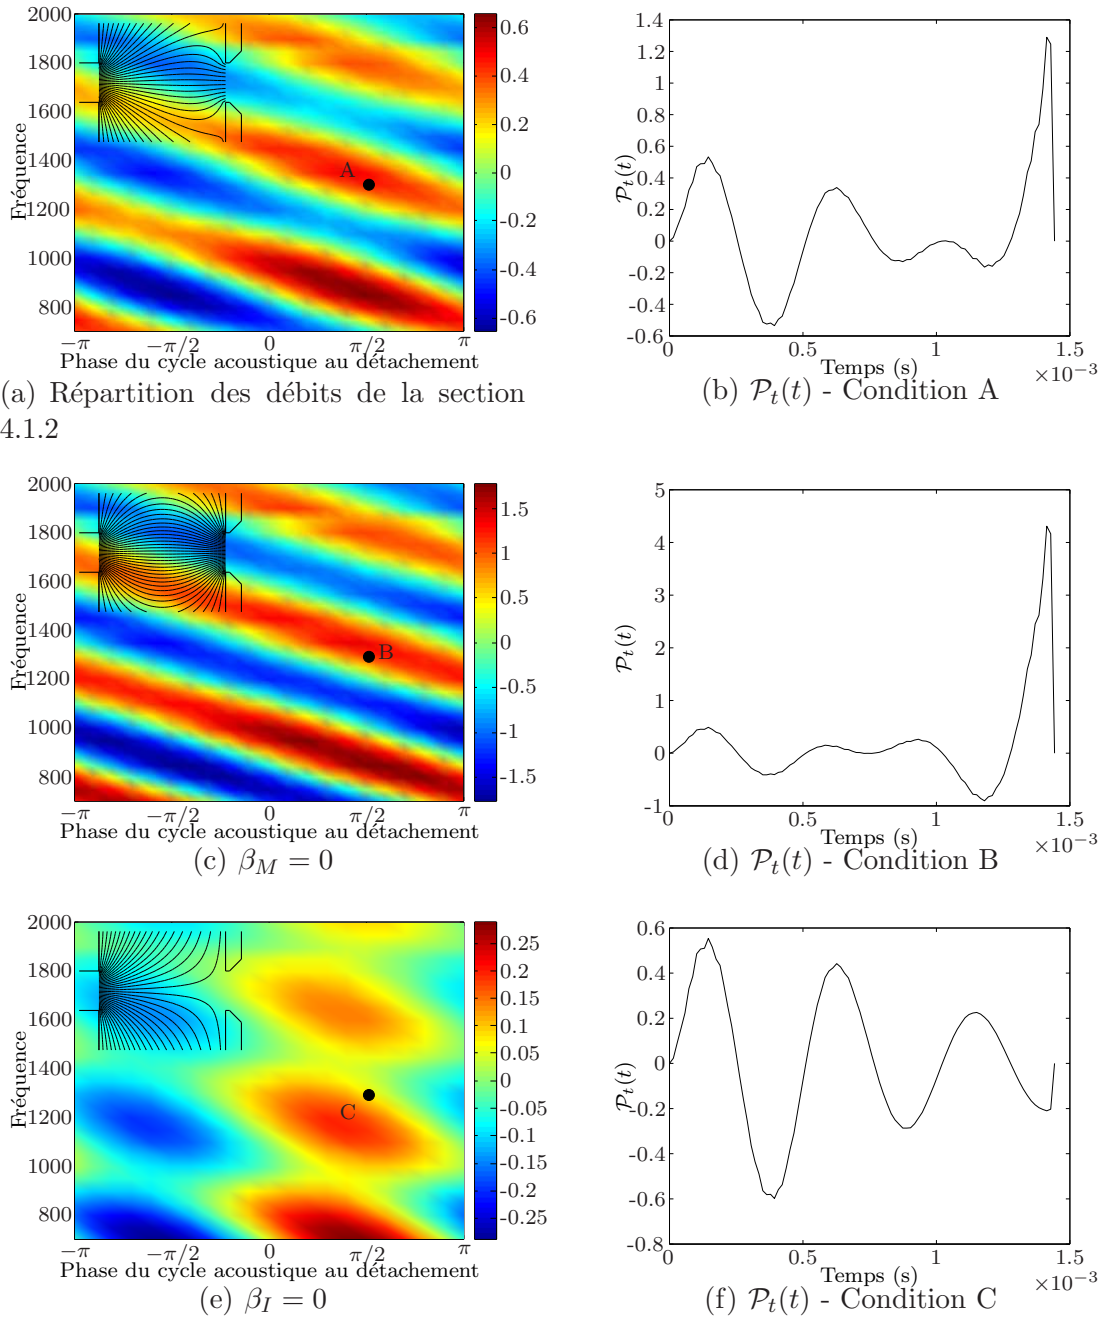 2000
1800
1600
1400
1200
1000
800
Fréquence
A
−π
−π/2
0
π/2
π
Phase du cycle acoustique au détachement
0.6
0.4
0.2
0
-0.2
-0.4
-0.6
(a) Répartition des débits de la section
4.1.2
1.4
1.2
1
0.8
0.6
0.4
0.2
0
-0.2
-0.4
-0.6
𝒫t(t)
0
0.5
1
1.5
Temps (s)
×10−3
(b) 𝒫t(t) - Condition A
2000
1800
1600
1400
1200
1000
800
Fréquence
B
−π
−π/2
0
π/2
π
Phase du cycle acoustique au détachement
1.5
1
0.5
0
-0.5
-1
-1.5
(c) βM = 0
5
4
3
2
1
0
-1
𝒫t(t)
0
0.5
1
1.5
Temps (s)
×10−3
(d) 𝒫t(t) - Condition B
2000
1800
1600
1400
1200
1000
800
Fréquence
C
−π
−π/2
0
π/2
π
Phase du cycle acoustique au détachement
0.25
0.2
0.15
0.1
0.05
0
-0.05
-0.1
-0.15
-0.2
-0.25
(e) βI = 0
0.6
0.4
0.2
0
-0.2
-0.4
-0.6
-0.8
𝒫t(t)
0
0.5
1
1.5
Temps (s)
×10−3
(f) 𝒫t(t) - Condition C